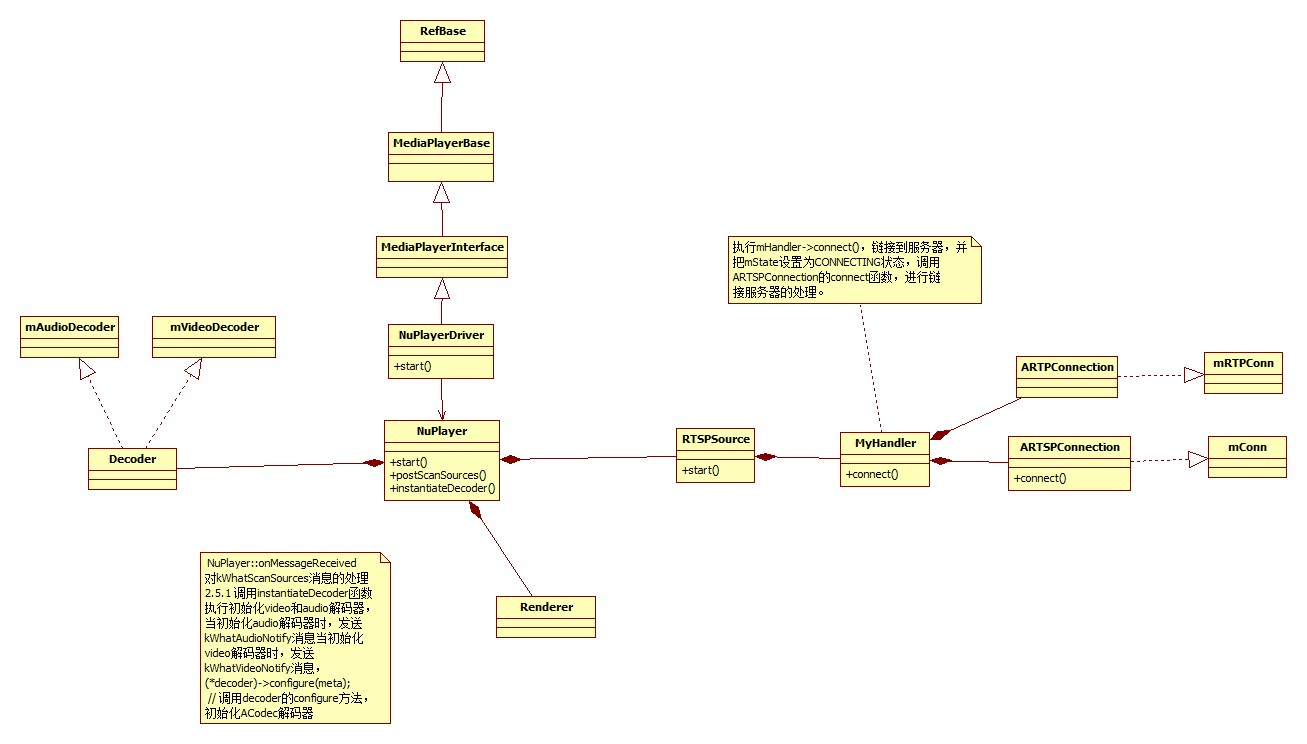 RefBase
MediaPlayerBase
MediaPlayerInterface
执行mHandler->connect()，链接到服务器，并
把mState设置为CONNECTING状态，调用
ARTSPConnection的connect函数，进行链
接服务器的处理。
mAudioDecoder
mVideoDecoder
NuPlayerDriver
+start()
ARTPConnection
mRTPConn
Decoder
NuPlayer
+start()
+postScanSources()
+instantiateDecoder()
RTSPSource
+start()
MyHandler
+connect()
ARTSPConnection
+connect()
mConn
NuPlayer::onMessageReceived
对kWhatScanSources消息的处理
2.5.1 调用instantiateDecoder函数
执行初始化video和audio解码器，
当初始化audio解码器时，发送
kWhatAudioNotify消息当初始化
video解码器时，发送
kWhatVideoNotify消息，
(*decoder)->configure(meta);
// 调用decoder的configure方法，
初始化ACodec解码器
Renderer